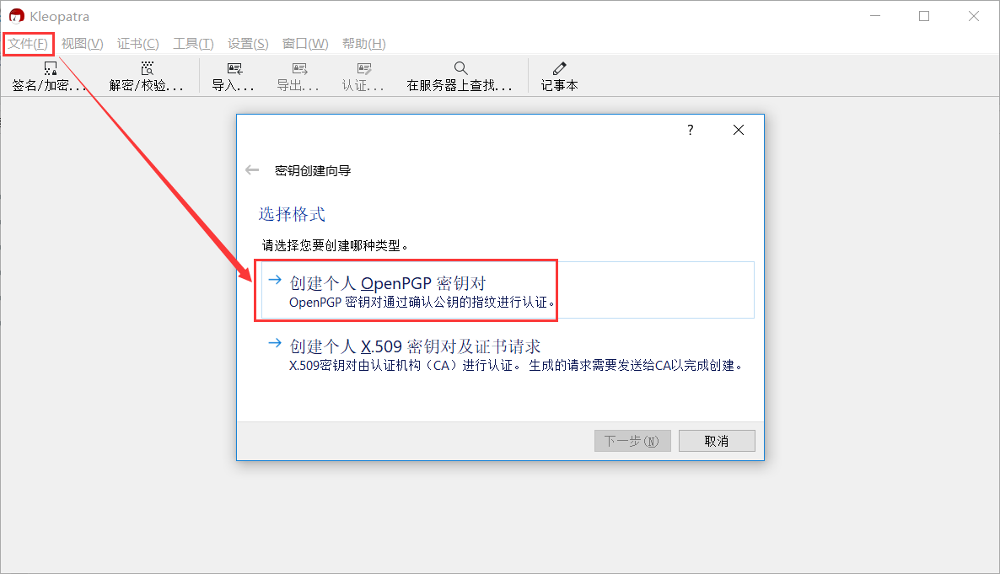 Kleopatra
文件(F) 视图(V) 证书(C) 工具(T) 设置(S) 窗口(W) 帮助(H)
签名/加密... 解密/校验... 导入... 导出... 认证... 在服务器上查找... 记事本
?
密钥创建向导
选择格式
请选择您要创建哪种类型。
创建个人 OpenPGP 密钥对
OpenPGP 密钥对通过确认公钥的指纹进行认证。
创建个人 X.509 密钥对及证书请求
X.509密钥对由认证机构（CA）进行认证。 生成的请求需要发送给CA以完成创建。
下一步(N) 取消